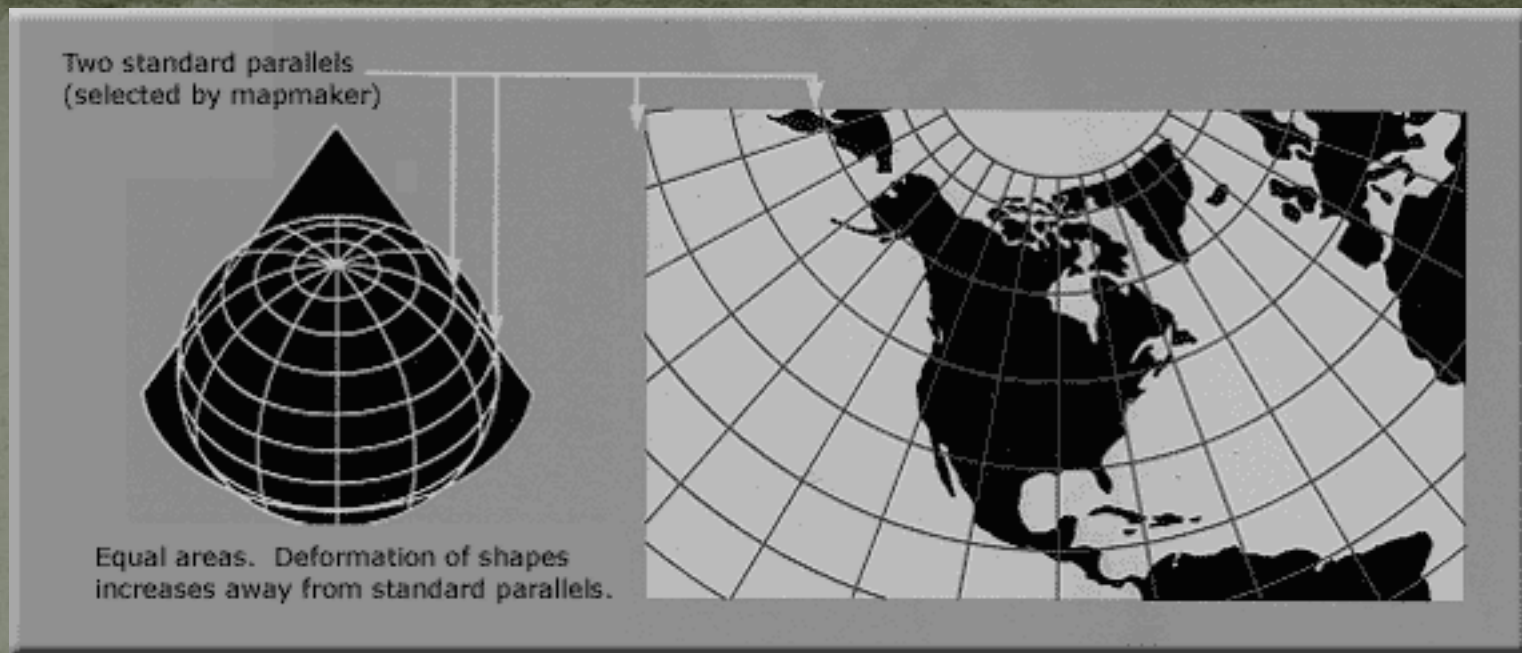 Two standard parallels
(selected by mapmaker)
Equal areas.  Deformation of shapes
increases away from standard parallels.